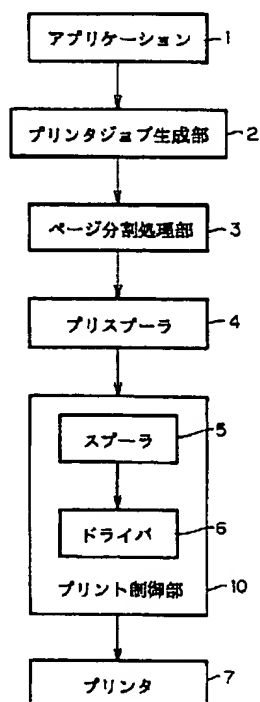 アプリケーション 1
プリンタジョブ生成部 2
ページ分割処理部 3
プリスプーラ 4
スプーラ 5
ドライバ 6
プリント制御部 10
プリンタ 7